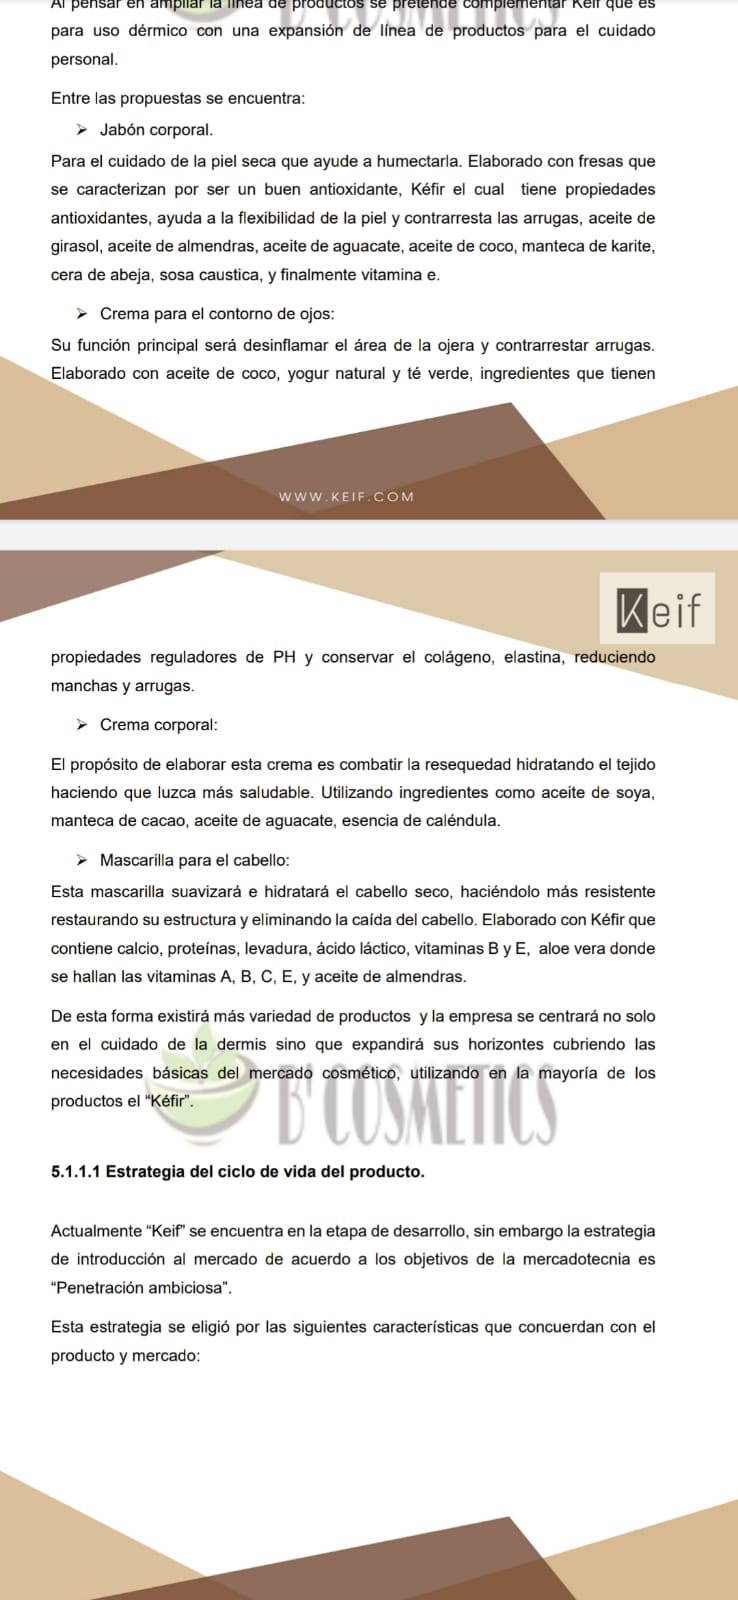 Al pensar en ampliar la línea de productos se pretende complementar Keif que es
para uso dérmico con una expansión de línea de productos para el cuidado
personal.
Entre las propuestas se encuentra:
➢ Jabón corporal.
Para el cuidado de la piel seca que ayude a humectarla. Elaborado con fresas que
se caracterizan por ser un buen antioxidante, Kéfir el cual tiene propiedades
antioxidantes, ayuda a la flexibilidad de la piel y contrarresta las arrugas, aceite de
girasol, aceite de almendras, aceite de aguacate, aceite de coco, manteca de karite,
cera de abeja, sosa caustica, y finalmente vitamina e.
➢ Crema para el contorno de ojos:
Su función principal será desinflamar el área de la ojera y contrarrestar arrugas.
Elaborado con aceite de coco, yogur natural y té verde, ingredientes que tienen
WWW.KEIF.COM
Keif
propiedades reguladores de PH y conservar el colágeno, elastina, reduciendo
manchas y arrugas.
➢ Crema corporal:
El propósito de elaborar esta crema es combatir la resequedad hidratando el tejido
haciendo que luzca más saludable. Utilizando ingredientes como aceite de soya,
manteca de cacao, aceite de aguacate, esencia de caléndula.
➢ Mascarilla para el cabello:
Esta mascarilla suavizará e hidratará el cabello seco, haciéndolo más resistente
restaurando su estructura y eliminando la caída del cabello. Elaborado con Kéfir que
contiene calcio, proteínas, levadura, ácido láctico, vitaminas B y E, aloe vera donde
se hallan las vitaminas A, B, C, E, y aceite de almendras.
De esta forma existirá más variedad de productos y la empresa se centrará no solo
en el cuidado de la dermis sino que expandirá sus horizontes cubriendo las
necesidades básicas del mercado cosmético, utilizando en la mayoría de los
productos el “Kéfir”.
B' COSMETICS
5.1.1.1 Estrategia del ciclo de vida del producto.
Actualmente “Keif” se encuentra en la etapa de desarrollo, sin embargo la estrategia
de introducción al mercado de acuerdo a los objetivos de la mercadotecnia es
“Penetración ambiciosa”.
Esta estrategia se eligió por las siguientes características que concuerdan con el
producto y mercado: